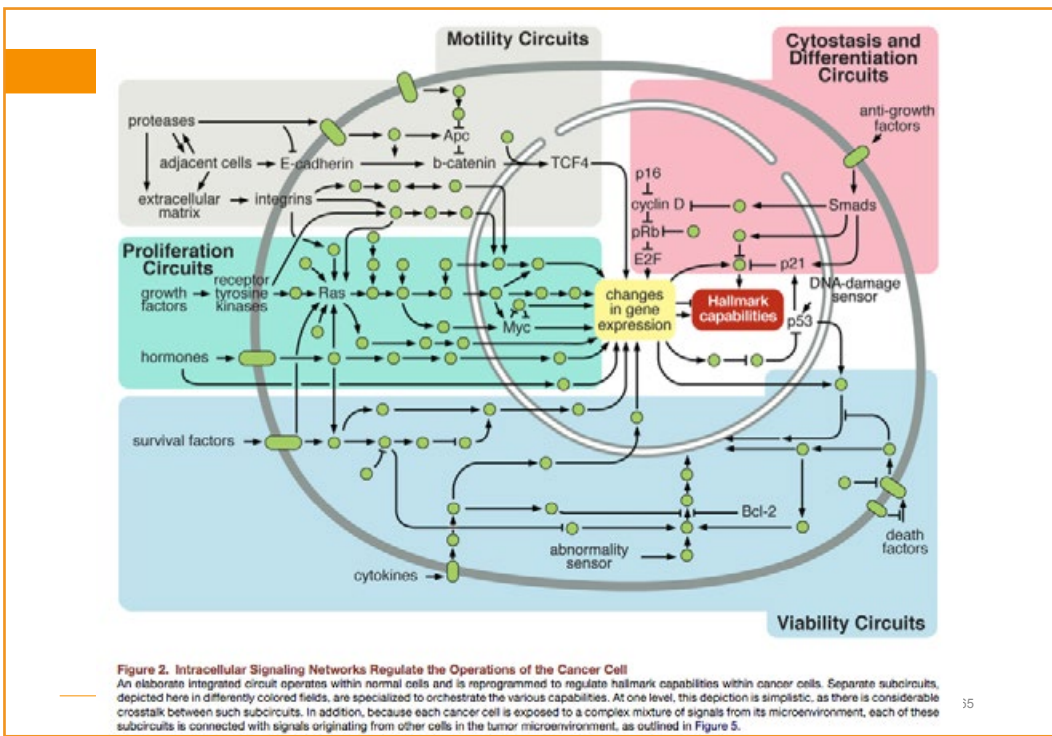 Motility Circuits
Cytostasis and
Differentiation
Circuits
proteases
Apc
anti-growth
factors
adjacent cells
E-cadherin
b-catenin
TCF4
p16
extracellular
matrix
integrins
cyclin D
Smads
pRb
E2F
p21
Proliferation
Circuits
growth
factors
receptor
tyrosine
kinases
Ras
Myc
changes
in gene
expression
Hallmark
capabilities
DNA-damage
sensor
p53
hormones
survival factors
Bcl-2
abnormality
sensor
death
factors
cytokines
Viability Circuits
Figure 2. Intracellular Signaling Networks Regulate the Operations of the Cancer Cell
An elaborate integrated circuit operates within normal cells and is reprogrammed to regulate hallmark capabilities within cancer cells. Separate subcircuits,
depicted here in differently colored fields, are specialized to orchestrate the various capabilities. At one level, this depiction is simplistic, as there is considerable
crosstalk between such subcircuits. In addition, because each cancer cell is exposed to a complex mixture of signals from its microenvironment, each of these
subcircuits is connected with signals originating from other cells in the tumor microenvironment, as outlined in Figure 5.